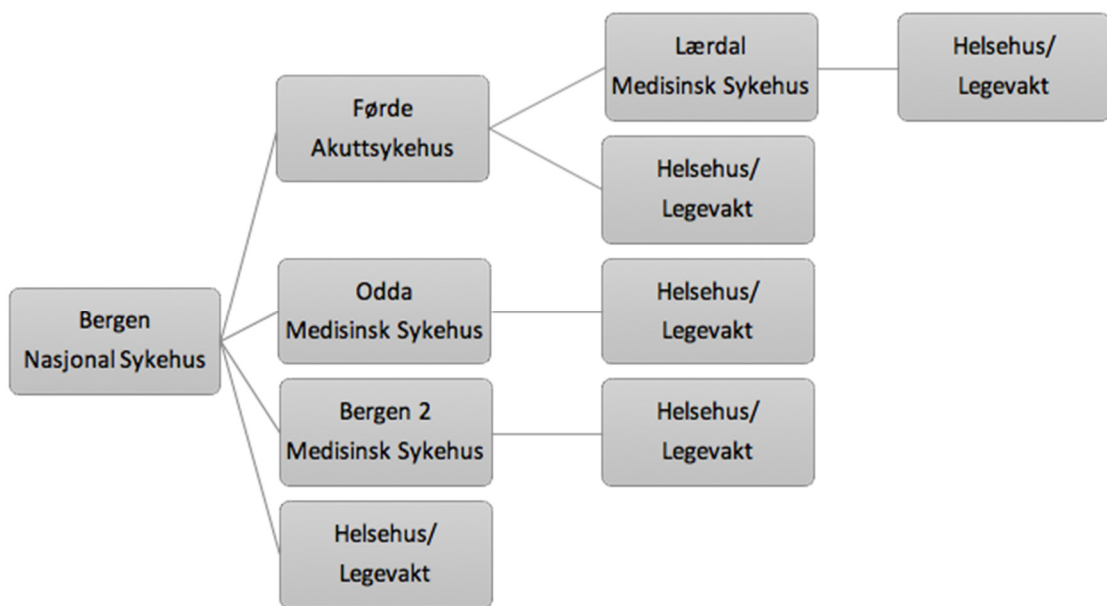 Lærdal
Medisinsk Sykehus
Helsehus/
Legevakt
Førde
Akuttsykehus
Helsehus/
Legevakt
Odda
Medisinsk Sykehus
Helsehus/
Legevakt
Bergen
Nasjonal Sykehus
Bergen 2
Medisinsk Sykehus
Helsehus/
Legevakt
Helsehus/
Legevakt